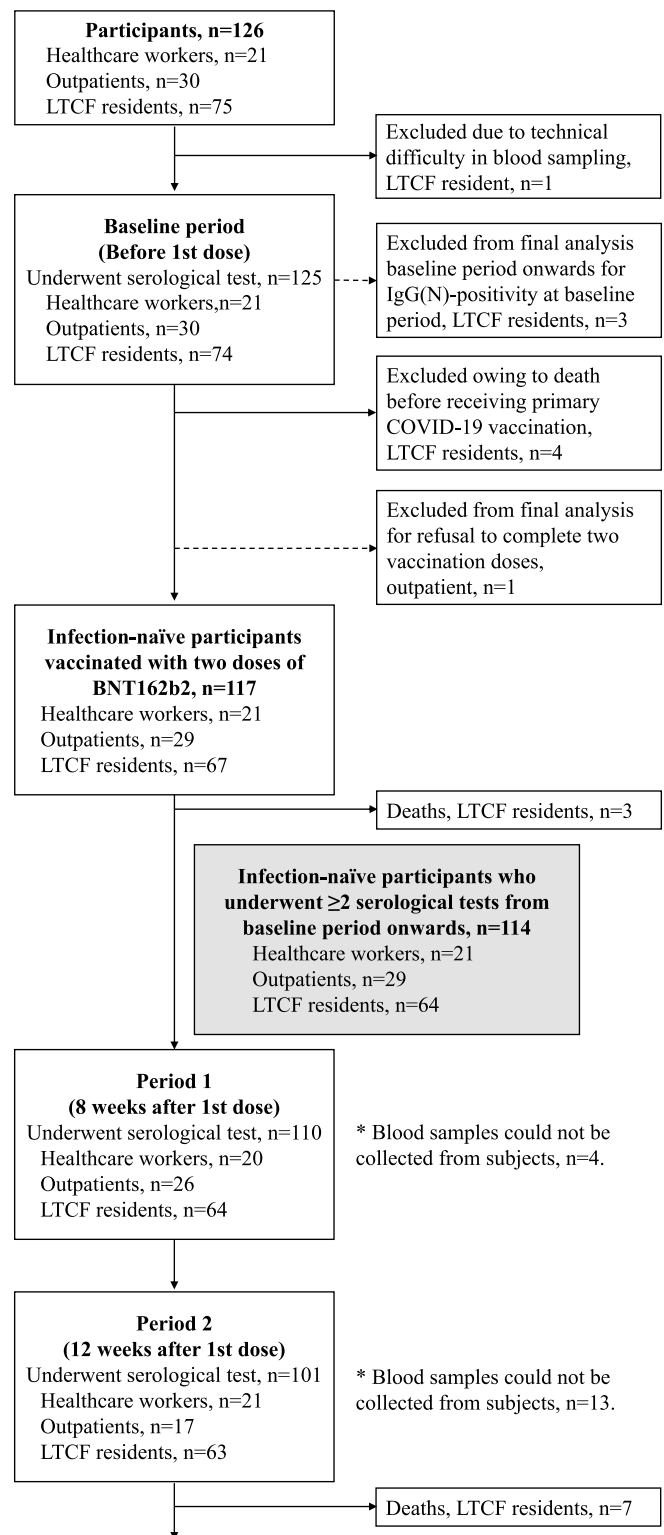 Participants, n=126
Healthcare workers, n=21
Outpatients, n=30
LTCF residents, n=75
Excluded due to technical
difficulty in blood sampling,
LTCF resident, n=1
Baseline period
(Before 1st dose)
Underwent serological test, n=125
Healthcare workers,n=21
Outpatients, n=30
LTCF residents, n=74
Excluded from final analysis
baseline period onwards for
IgG(N)-positivity at baseline
period, LTCF residents, n=3
Excluded owing to death
before receiving primary
COVID-19 vaccination,
LTCF residents, n=4
Excluded from final analysis
for refusal to complete two
vaccination doses,
outpatient, n=1
Infection-naïve participants
vaccinated with two doses of
BNT162b2, n=117
Healthcare workers, n=21
Outpatients, n=29
LTCF residents, n=67
Deaths, LTCF residents, n=3
Infection-naïve participants who
underwent ≥2 serological tests from
baseline period onwards, n=114
Healthcare workers, n=21
Outpatients, n=29
LTCF residents, n=64
Period 1
(8 weeks after 1st dose)
Underwent serological test, n=110
Healthcare workers, n=20
Outpatients, n=26
LTCF residents, n=64
* Blood samples could not be
collected from subjects, n=4.
Period 2
(12 weeks after 1st dose)
Underwent serological test, n=101
Healthcare workers, n=21
Outpatients, n=17
LTCF residents, n=63
* Blood samples could not be
collected from subjects, n=13.
Deaths, LTCF residents, n=7